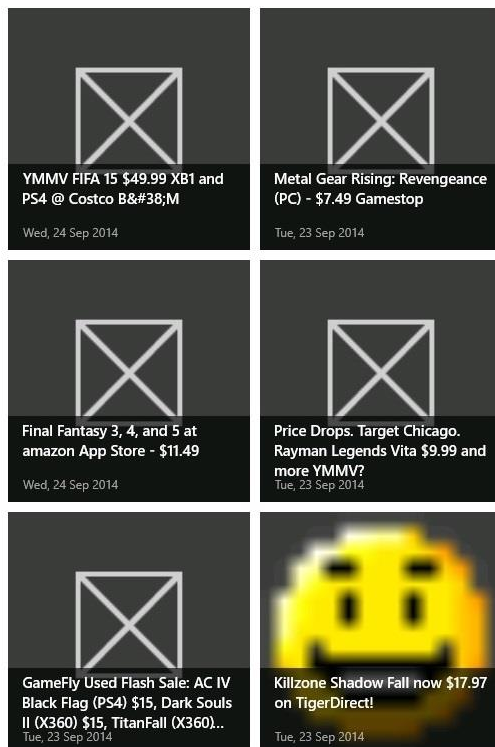 YMMV FIFA 15 $49.99 XB1 and
PS4 @ Costco B&#38;M
Wed, 24 Sep 2014
Metal Gear Rising: Revengeance
(PC) - $7.49 Gamestop
Tue, 23 Sep 2014
Final Fantasy 3, 4, and 5 at
amazon App Store - $11.49
Wed, 24 Sep 2014
Price Drops. Target Chicago.
Rayman Legends Vita $9.99 and
more YMMV?
Tue, 23 Sep 2014
GameFly Used Flash Sale: AC IV
Black Flag (PS4) $15, Dark Souls
II (X360) $15, TitanFall (X360)...
Tue, 23 Sep 2014
Killzone Shadow Fall now $17.97
on TigerDirect!
Tue, 23 Sep 2014